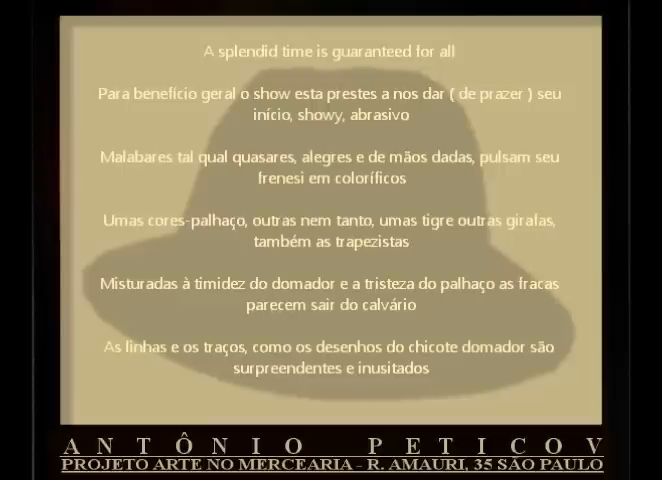 A splendid time is guaranteed for all
Para benefício geral o show esta prestes a nos dar ( de prazer ) seu
início, showy, abrasivo
Malabares tal qual quasares, alegres e de mãos dadas, pulsam seu
frenesi em coloríficos
Umas cores-palhaço, outras nem tanto, umas tigre outras girafas,
também as trapezistas
Misturadas à timidez do domador e a tristeza do palhaço as fracas
parecem sair do calvário
As linhas e os traços, como os desenhos do chicote domador são
surpreendentes e inusitados
ANTÔNIO PETICOV
PROJETO ARTE NO MERCEARIA - R. AMAURI, 35 SÃO PAULO